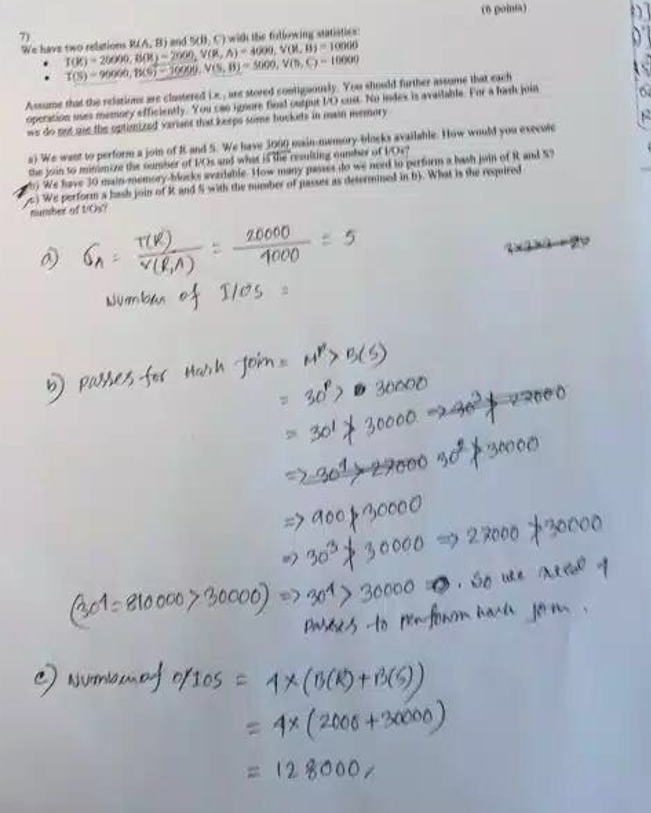 (6 points)
7)
We have two relations R(A, B) and S(B, C) with the following statistics:
• T(R) = 20000, B(R) = 2000, V(R, A) = 4000, V(R, B) = 10000
• T(S) = 90000, B(S) = 30000, V(S, B) = 5000, V(S, C) = 10000
Assume that the relations are clustered i.e., are stored contiguously. You should further assume that each
operation uses memory efficiently. You can ignore final output I/O cost. No index is available. For a hash join
we do not use the optimized variant that keeps some buckets in main memory
a) We want to perform a join of R and S. We have 3000 main-memory blocks available. How would you execute
the join to minimize the number of I/Os and what is the resulting number of I/Os?
b) We have 30 main-memory-blocks available. How many passes do we need to perform a hash join of R and S?
c) We perform a hash join of R and S with the number of passes as determined in b). What is the required
number of I/Os?
a) σA = T(R) / V(R,A) = 20000 / 4000 = 5
Number of I/OS =
b) Passes for Hash Join = M^P > B(S)
= 30^P > 30000
= 30^1 ≯ 30000
30^2 ≯ 30000
=> 900 ≯ 30000
=> 30^3 ≯ 30000 => 27000 ≯ 30000
(30^4 = 810000 > 30000) => 30^4 > 30000. So we need 4
passes to perform hash join.
c) Number of I/OS = 4 × (B(R) + B(S))
= 4 × (2000 + 30000)
= 128000